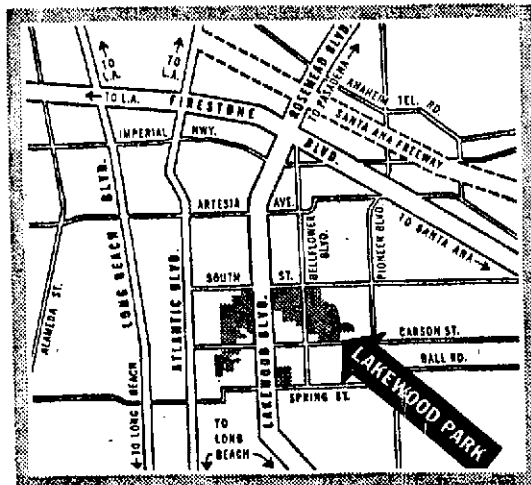 TO L.A.
TO L.A.
ROSEMEAD BLVD.
TO PASADENA
ANAHEIM TEL. RD.
TO L.A.
FIRESTONE
BLVD.
SANTA ANA FREEWAY
IMPERIAL HWY.
ARTESIA AVE.
TO SANTA ANA
ALAMEDA ST.
LONG BEACH BLVD.
ATLANTIC BLVD.
BELLFLOWER BLVD.
PIONEER BLVD.
SOUTH ST.
LAKEWOOD BLVD.
CARSON ST.
BALL RD.
SPRING ST.
LAKEWOOD PARK
TO LONG BEACH
TO LONG BEACH